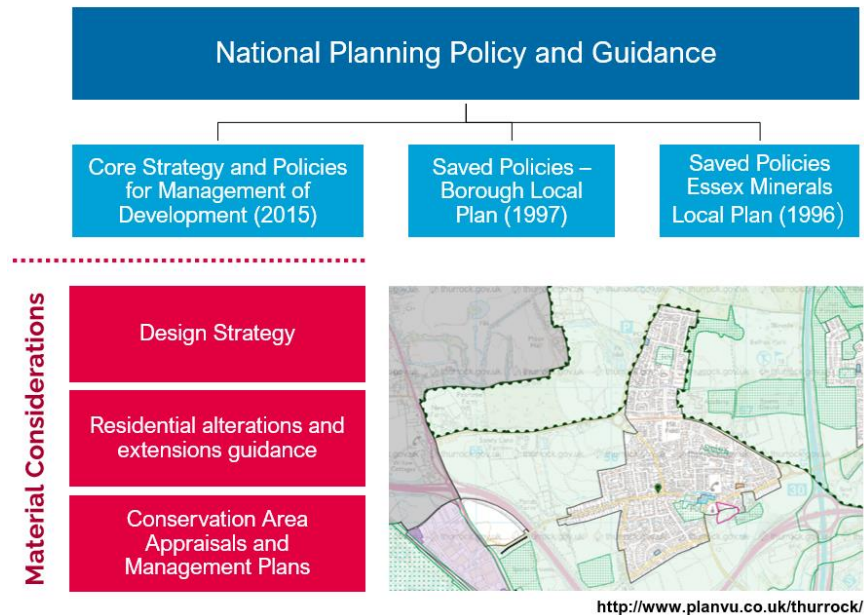 National Planning Policy and Guidance
Core Strategy and Policies
for Management of
Development (2015)
Saved Policies –
Borough Local
Plan (1997)
Saved Policies
Essex Minerals
Local Plan (1996)
Material Considerations
Design Strategy
Residential alterations and
extensions guidance
Conservation Area
Appraisals and
Management Plans
30
http://www.planvu.co.uk/thurrock/